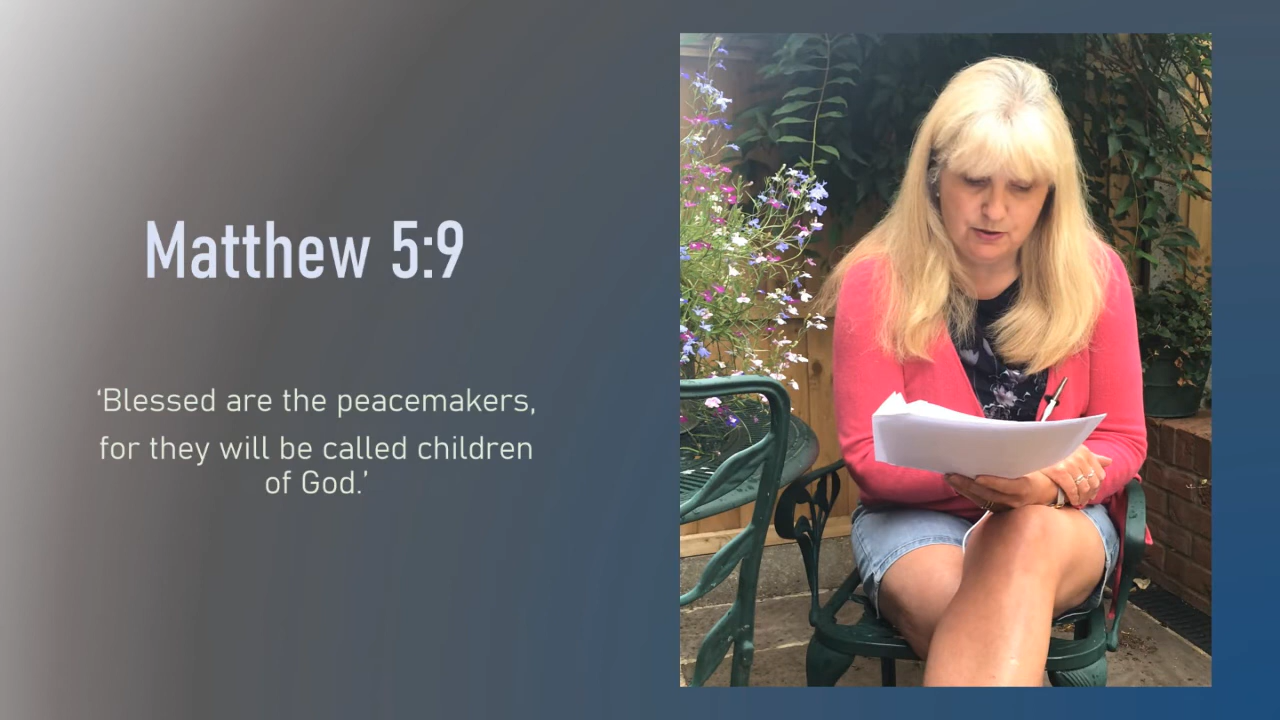 Matthew 5:9
‘Blessed are the peacemakers,
for they will be called children
of God.’